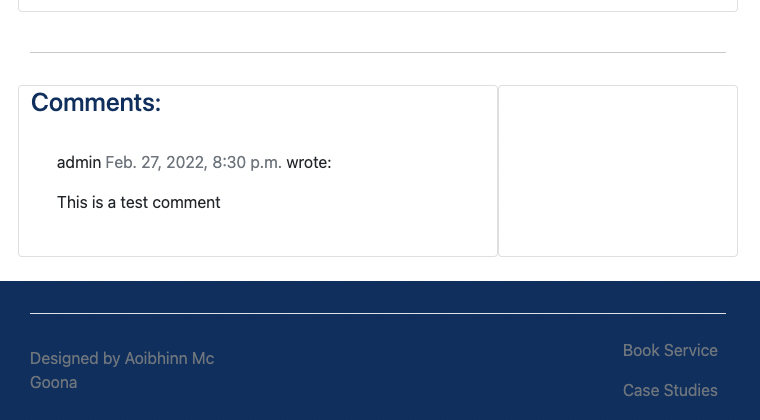 Comments:
admin Feb. 27, 2022, 8:30 p.m. wrote:
This is a test comment
Designed by Aoibhinn Mc
Goona
Book Service
Case Studies